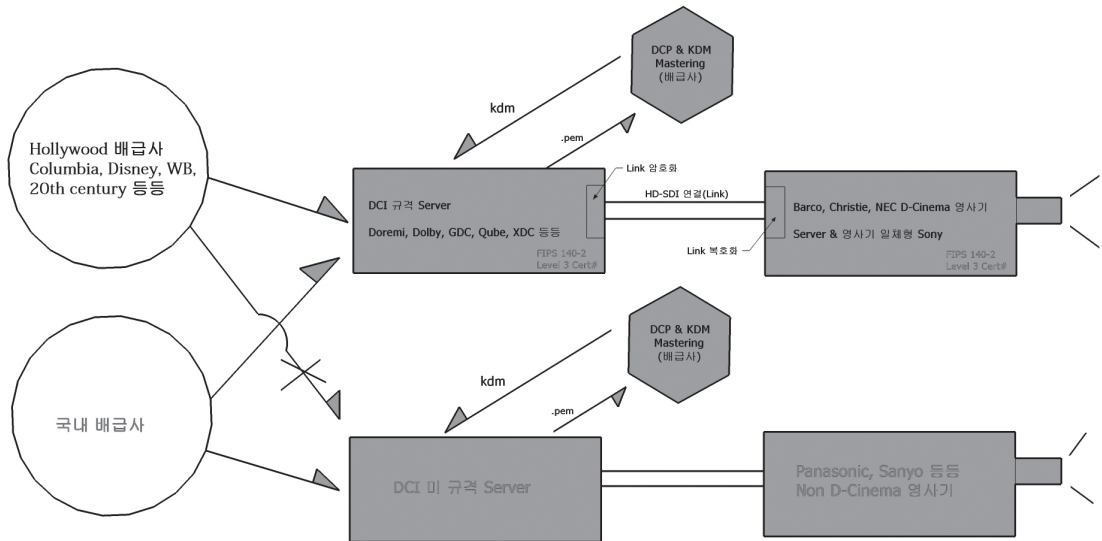 DCP & KDM
Mastering
(배급사)
kdm
.pem
Hollywood 배급사
Columbia, Disney, WB,
20th century 등등
Link 암호화
DCI 규격 Server
Doremi, Dolby, GDC, Qube, XDC 등등
FIPS 140-2
Level 3 Cert#
HD-SDI 연결(Link)
Link 복호화
Barco, Christie, NEC D-Cinema 영사기
Server & 영사기 일체형 Sony
FIPS 140-2
Level 3 Cert#
DCP & KDM
Mastering
(배급사)
kdm
.pem
국내 배급사
DCI 미 규격 Server
Panasonic, Sanyo 등등
Non D-Cinema 영사기